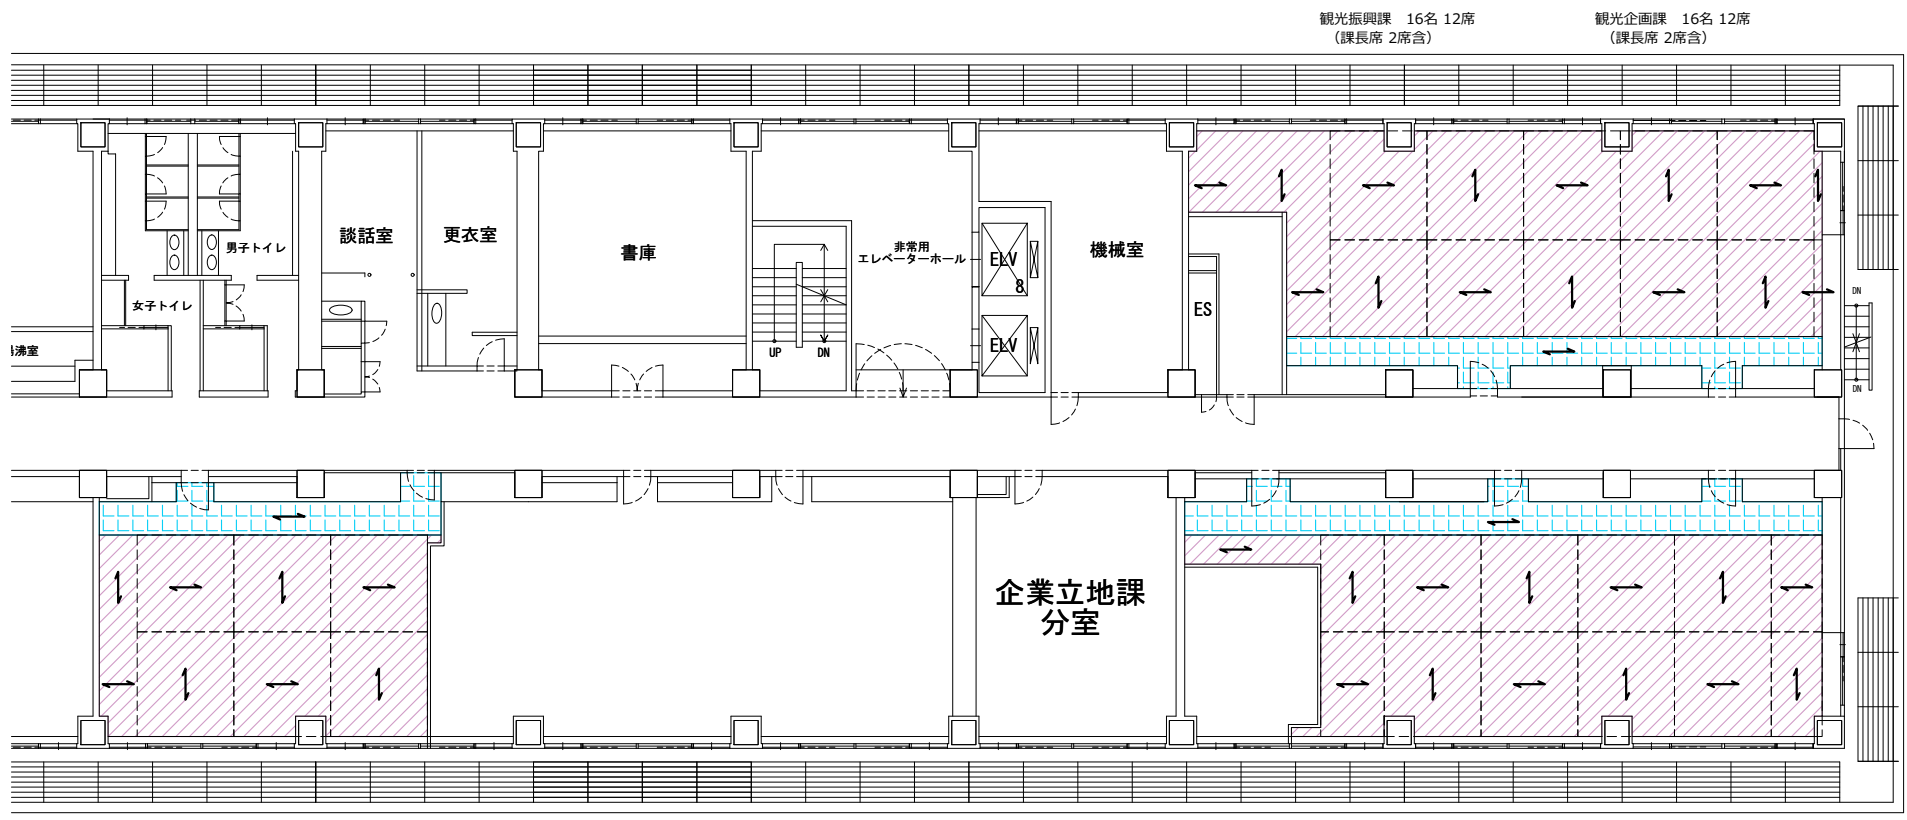 観光振興課　16名 12席
（課長席 2席含）
観光企画課　16名 12席
（課長席 2席含）
男子トイレ
女子トイレ
談話室
更衣室
書庫
非常用
エレベーターホール
ELV
8
ELV
機械室
ES
UP
DN
DN
DN
沸室
企業立地課
分室